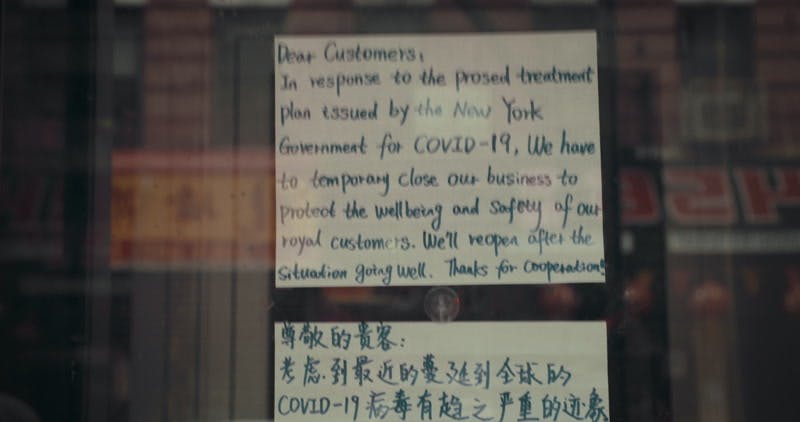 Dear Customers,
In response to the prosed treatment
plan issued by the New York
Government for COVID-19, We have
to temporary close our business to
protect the wellbeing and safety of our
royal customers. We'll reopen after the
situation going well. Thanks for cooperation!
尊敬的贵客:
考虑到最近的蔓延到全球的
COVID-19病毒有趋之严重的迹象